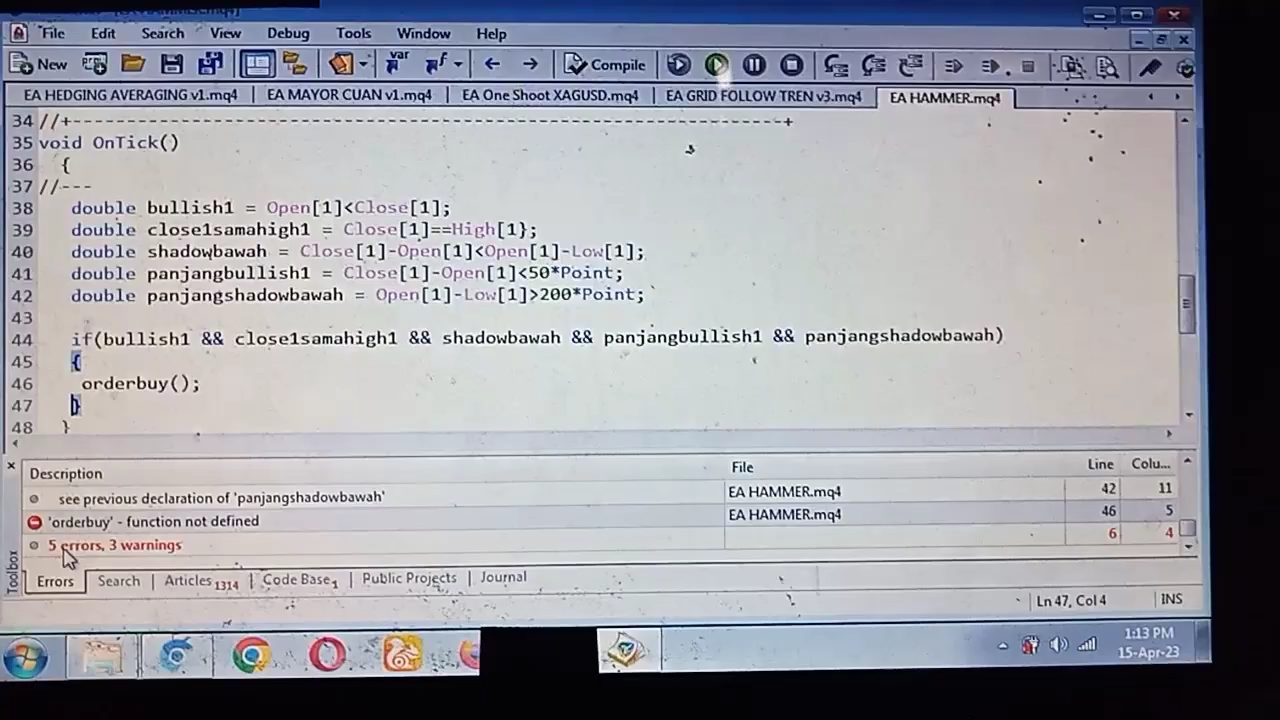 File Edit Search View Debug Tools Window Help
New Compile
EA HEDGING AVERAGING v1.mq4 EA MAYOR CUAN v1.mq4 EA One Shoot XAGUSD.mq4 EA GRID FOLLOW TREN v3.mq4 EA HAMMER.mq4
34 //+------------------------------------------------------------------+
35 void OnTick()
36 {
37 //---
38 double bullish1 = Open[1]<Close[1];
39 double close1samahigh1 = Close[1]==High[1};
40 double shadowbawah = Close[1]-Open[1]<Open[1]-Low[1];
41 double panjangbullish1 = Close[1]-Open[1]<50*Point;
42 double panjangshadowbawah = Open[1]-Low[1]>200*Point;
43
44 if(bullish1 && close1samahigh1 && shadowbawah && panjangbullish1 && panjangshadowbawah)
45 {
46 orderbuy();
47 }
48 }
Description File Line Colu...
see previous declaration of 'panjangshadowbawah' EA HAMMER.mq4 42 11
'orderbuy' - function not defined EA HAMMER.mq4 46 5
5 errors, 3 warnings 6 4
Toolbox
Errors Search Articles 1314 Code Base 1 Public Projects Journal
Ln 47, Col 4 INS
1:13 PM
15-Apr-23